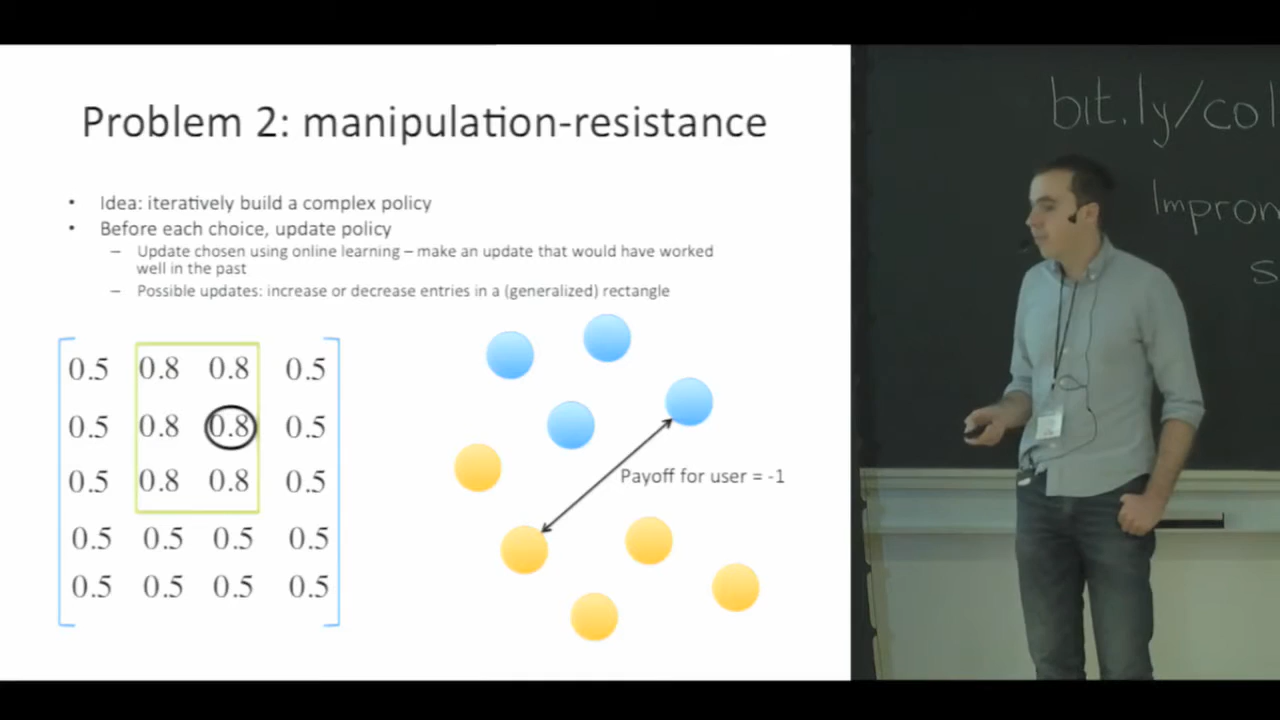 Problem 2: manipulation-resistance
• Idea: iteratively build a complex policy
• Before each choice, update policy
– Update chosen using online learning – make an update that would have worked
well in the past
– Possible updates: increase or decrease entries in a (generalized) rectangle
0.5 0.8 0.8 0.5
0.5 0.8 0.8 0.5
0.5 0.8 0.8 0.5
0.5 0.5 0.5 0.5
0.5 0.5 0.5 0.5
Payoff for user = -1
bit.ly/col